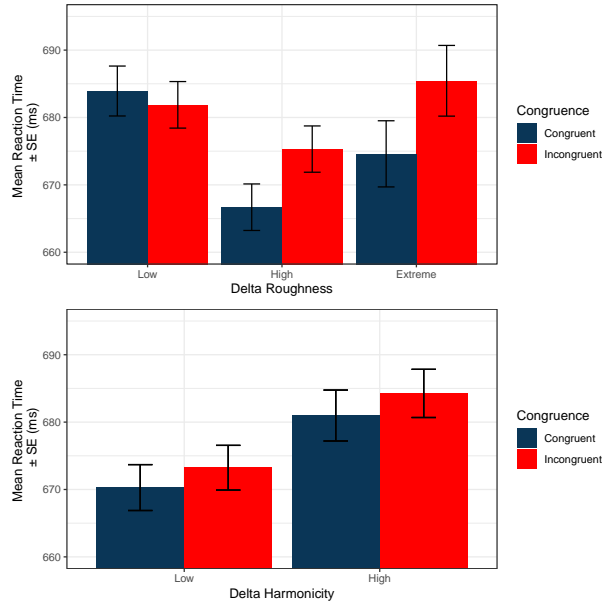 Mean Reaction Time
± SE (ms)
690
680
670
660
Low
High
Extreme
Delta Roughness
Congruence
Congruent
Incongruent
Mean Reaction Time
± SE (ms)
690
680
670
660
Low
High
Delta Harmonicity
Congruence
Congruent
Incongruent